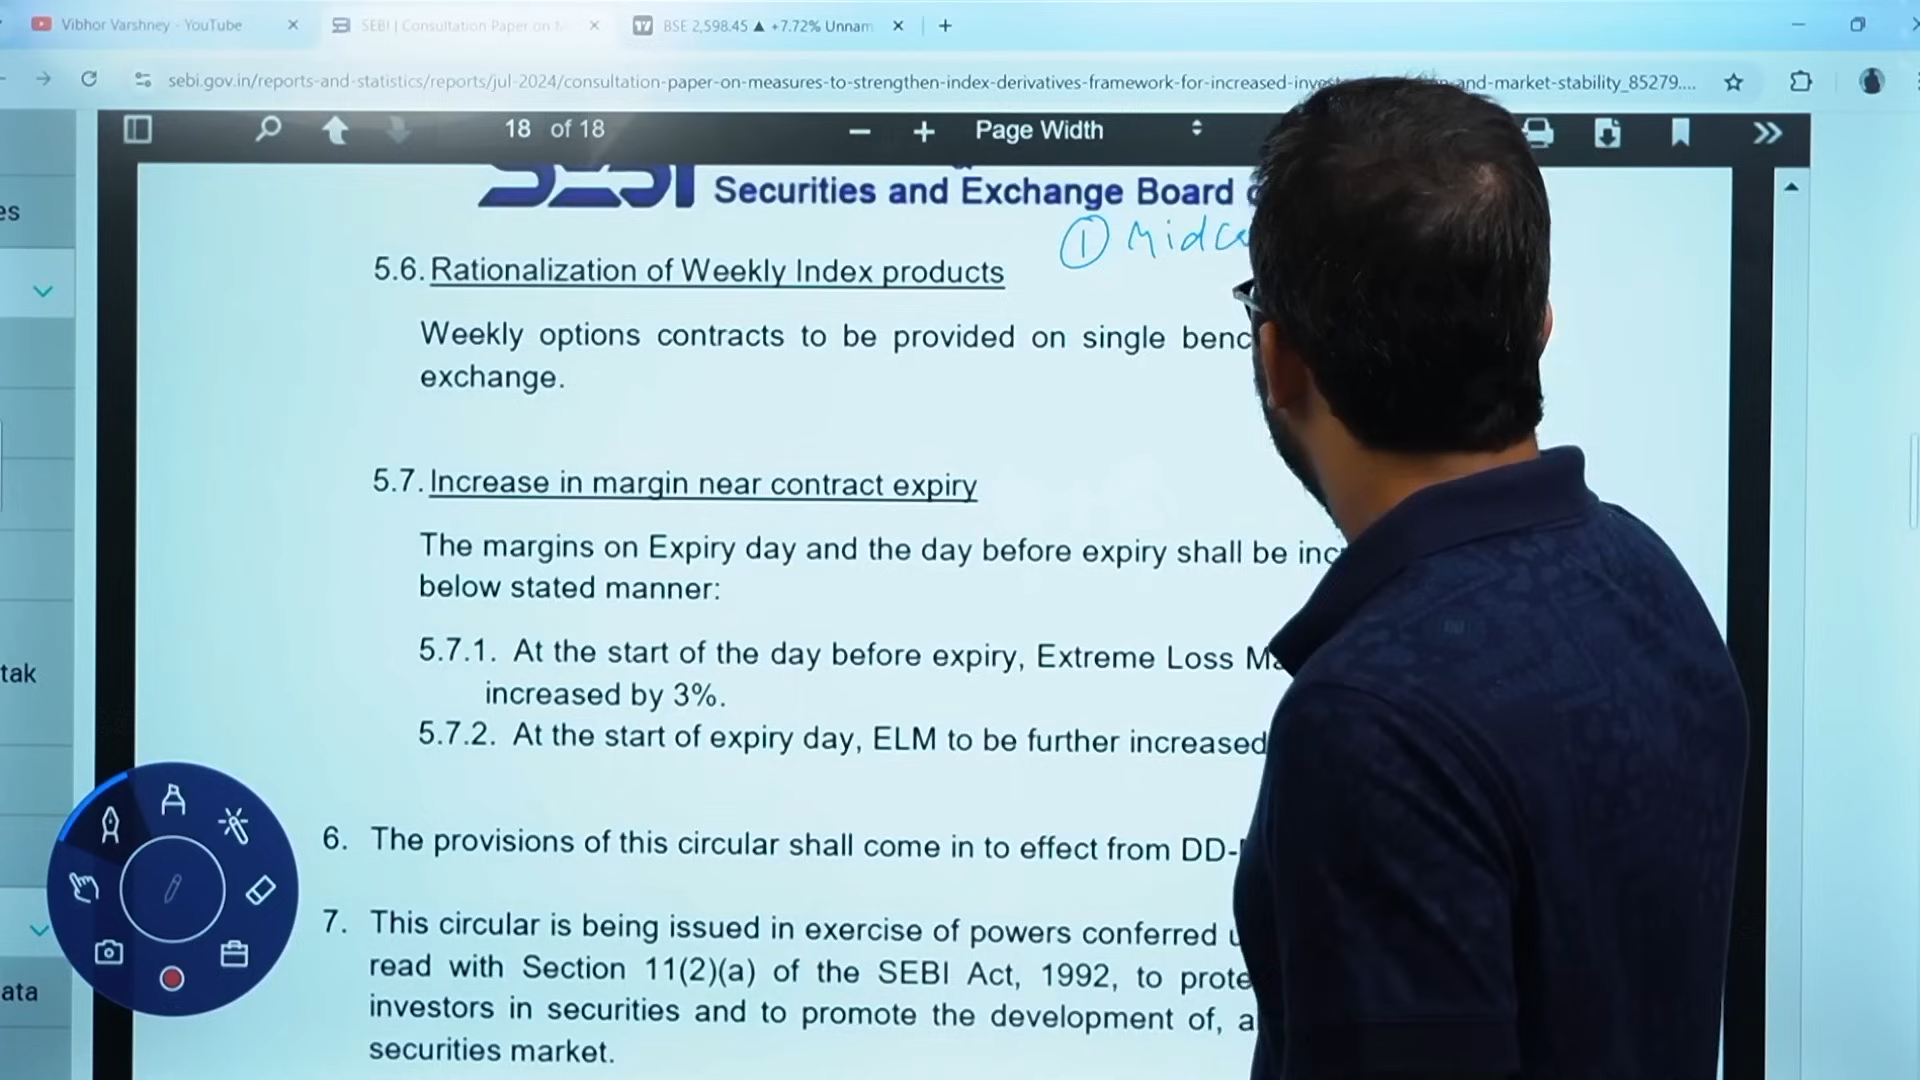 Vibhor Varshney - YouTube
SEBI | Consultation Paper on
BSE 2,598.45 ▲ +7.72% Unnam
sebi.gov.in/reports-and-statistics/reports/jul-2024/consultation-paper-on-measures-to-strengthen-index-derivatives-framework-for-increased-and-market-stability_85279....
18 of 18
Page Width
SEBI
Securities and Exchange Board
① Midc
5.6. Rationalization of Weekly Index products
Weekly options contracts to be provided on single benc
exchange.
5.7. Increase in margin near contract expiry
The margins on Expiry day and the day before expiry shall be inc
below stated manner:
5.7.1. At the start of the day before expiry, Extreme Loss Ma
increased by 3%.
5.7.2. At the start of expiry day, ELM to be further increased
6. The provisions of this circular shall come in to effect from DD-
7. This circular is being issued in exercise of powers conferred
read with Section 11(2)(a) of the SEBI Act, 1992, to prote
investors in securities and to promote the development of, a
securities market.
es
tak
ata